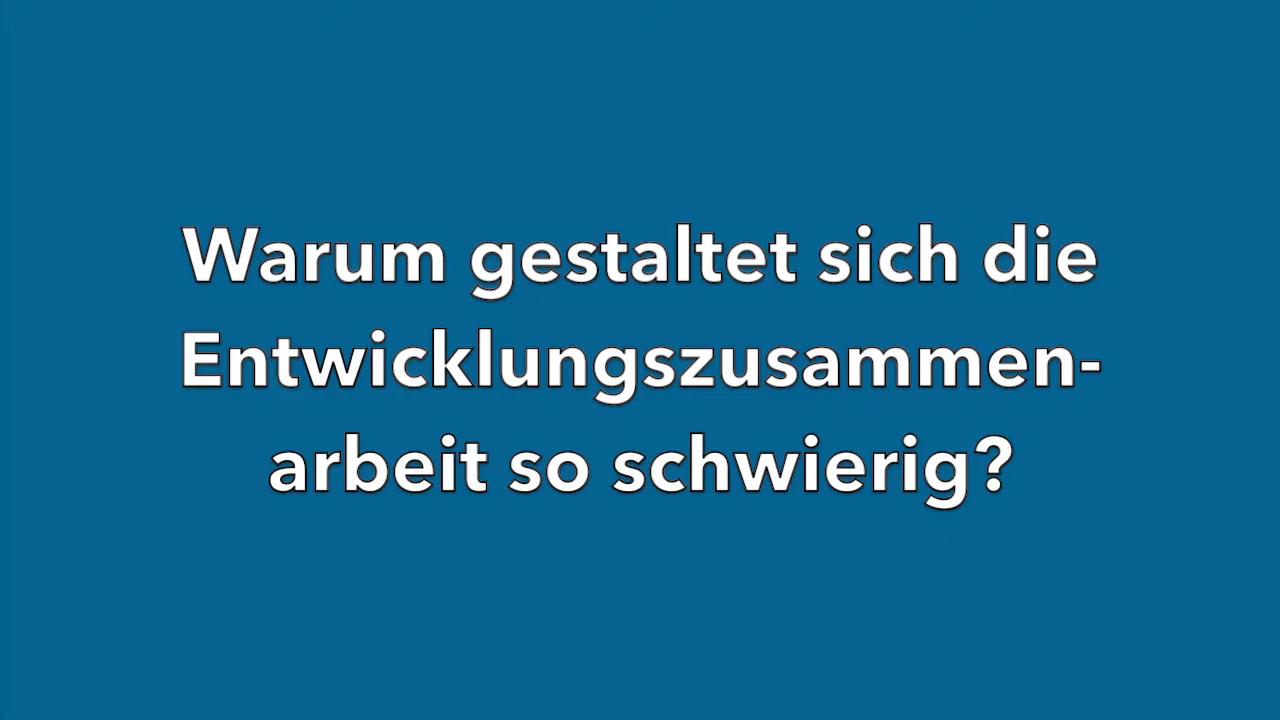 Warum gestaltet sich die
Entwicklungszusammen-
arbeit so schwierig?